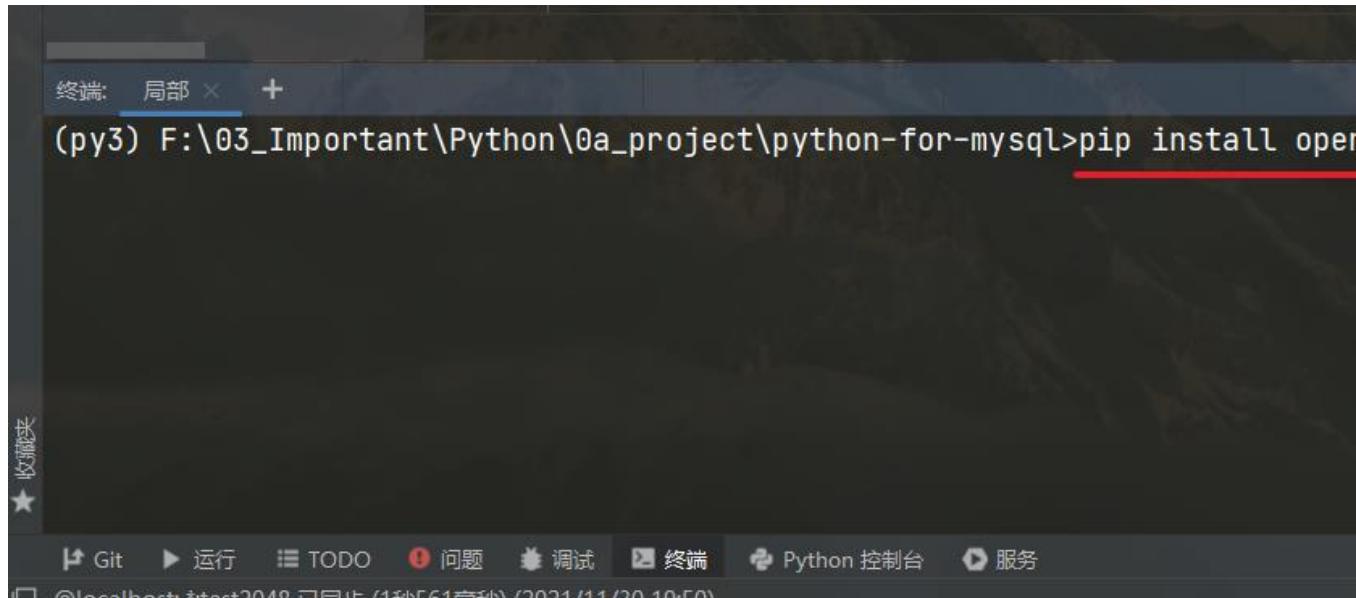 终端: 局部 × +
(py3) F:\03_Important\Python\0a_project\python-for-mysql>pip install open
收藏夹
Git 运行 TODO 问题 调试 终端 Python 控制台 服务